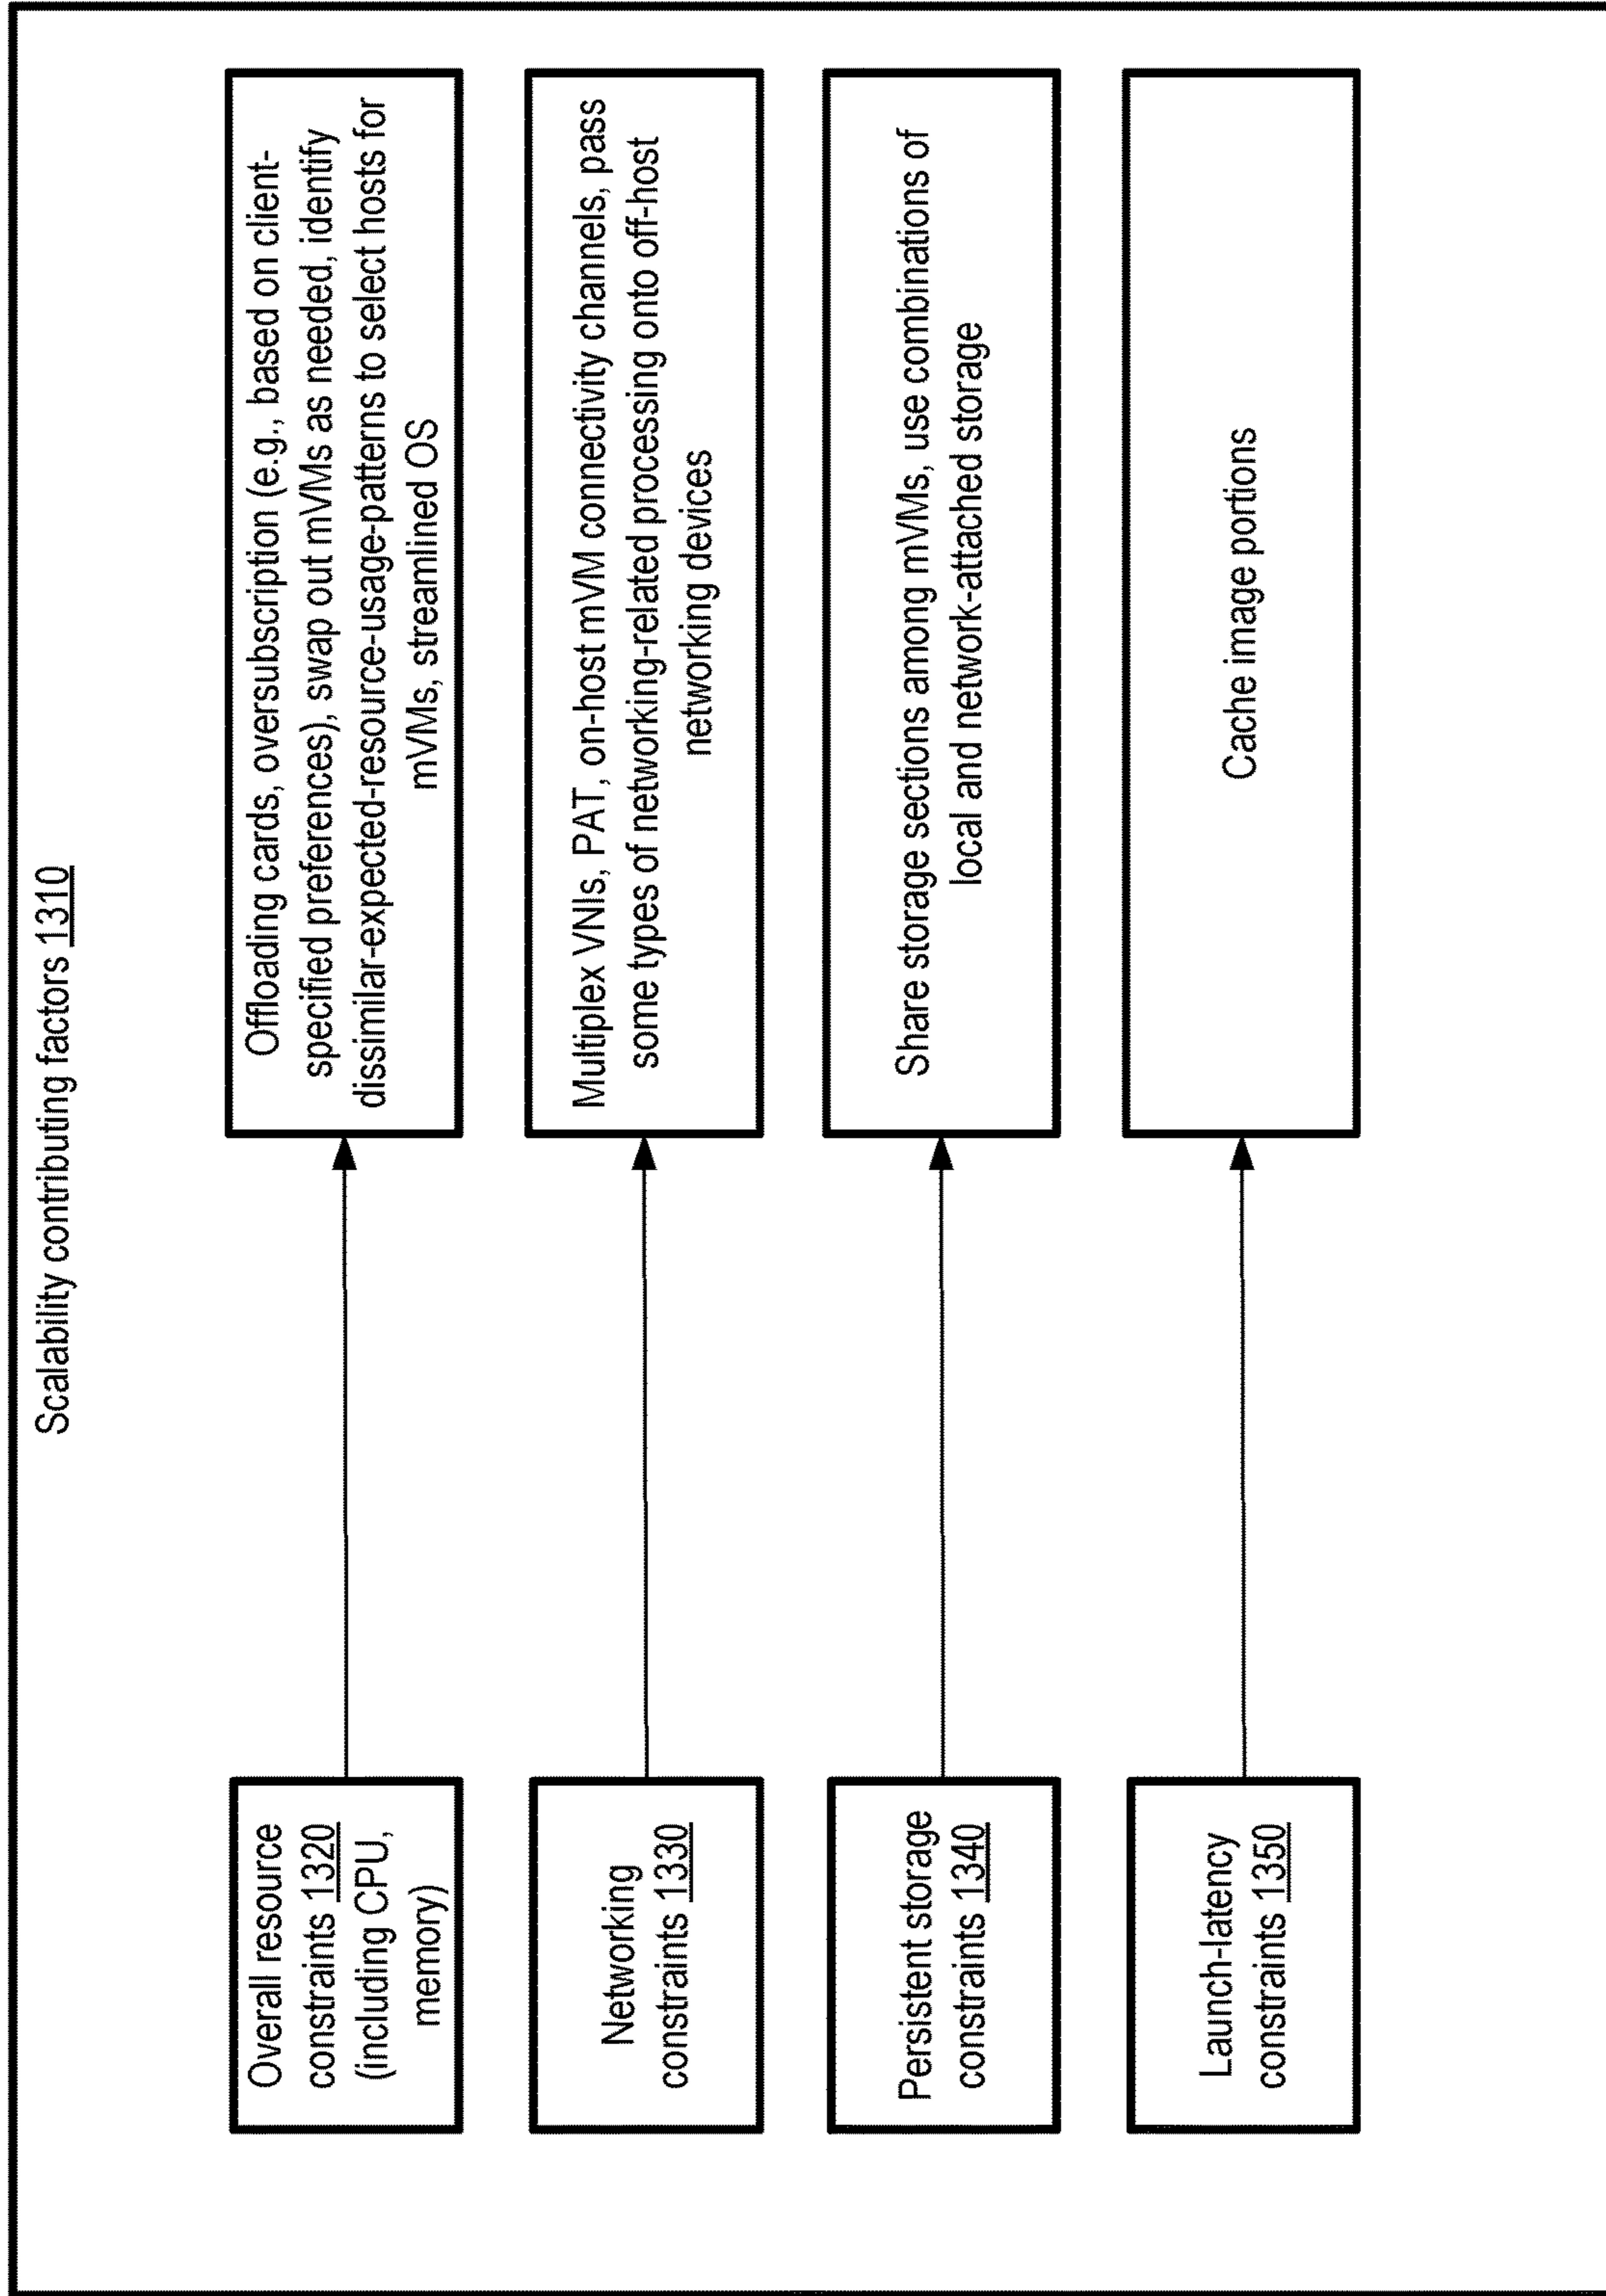 Scalability contributing factors 1310
Overall resource
constraints 1320
(including CPU,
memory)
Offloading cards, oversubscription (e.g., based on client-
specified preferences), swap out mVMs as needed, identify
dissimilar-expected-resource-usage-patterns to select hosts for
mVMs, streamlined OS
Networking
constraints 1330
Multiplex VNIs, PAT, on-host mVM connectivity channels, pass
some types of networking-related processing onto off-host
networking devices
Persistent storage
constraints 1340
Share storage sections among mVMs, use combinations of
local and network-attached storage
Launch-latency
constraints 1350
Cache image portions